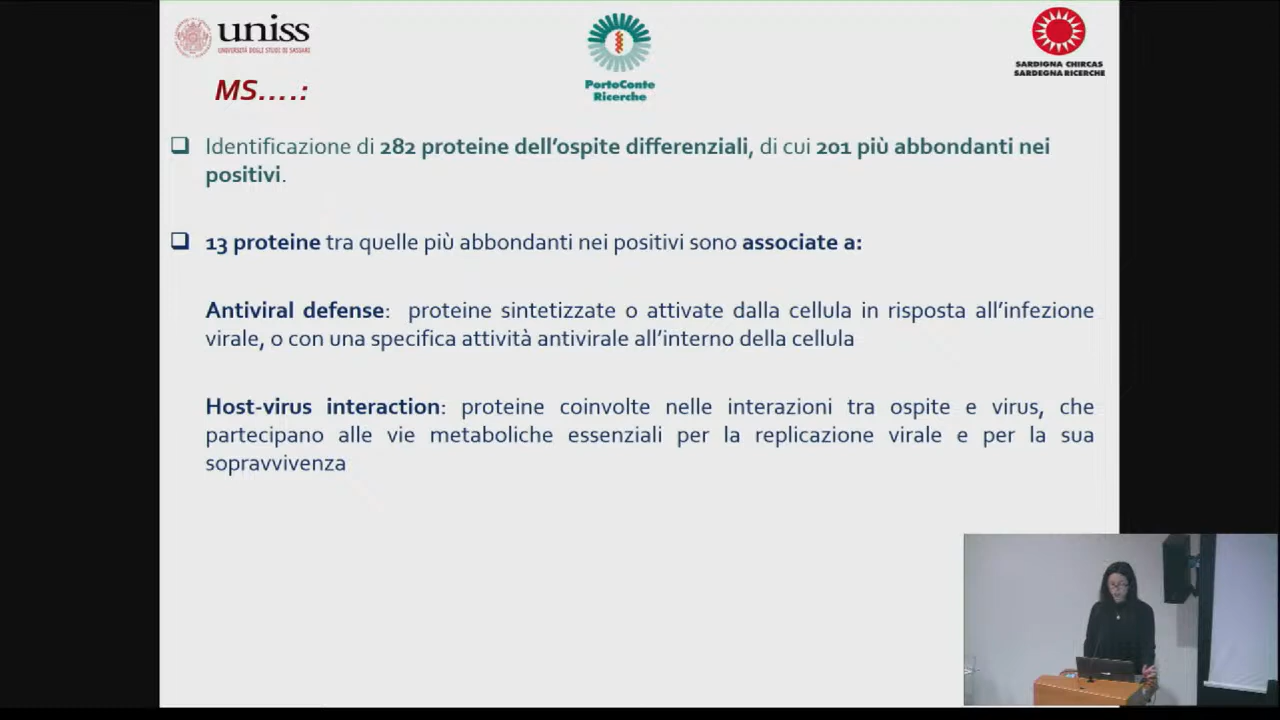 uniss
UNIVERSITÀ DEGLI STUDI DI SASSARI
PortoConte
Ricerche
SARDIGNA CHIRCAS
SARDEGNA RICERCHE
MS....:
Identificazione di 282 proteine dell'ospite differenziali, di cui 201 più abbondanti nei
positivi.
13 proteine tra quelle più abbondanti nei positivi sono associate a:
Antiviral defense: proteine sintetizzate o attivate dalla cellula in risposta all'infezione
virale, o con una specifica attività antivirale all'interno della cellula
Host-virus interaction: proteine coinvolte nelle interazioni tra ospite e virus, che
partecipano alle vie metaboliche essenziali per la replicazione virale e per la sua
sopravvivenza